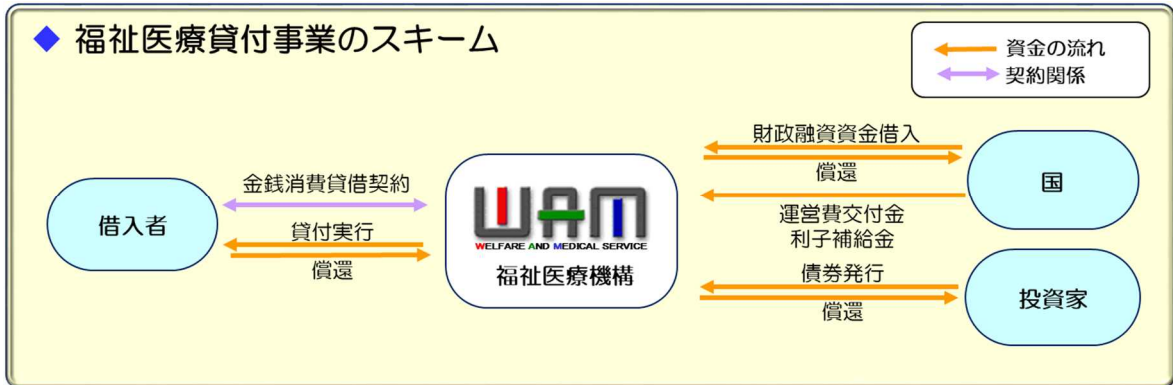 ◆ 福祉医療貸付事業のスキーム
資金の流れ
契約関係
財政融資資金借入
償還
国
金銭消費貸借契約
借入者
貸付実行
償還
WAM
WELFARE AND MEDICAL SERVICE
福祉医療機構
運営費交付金
利子補給金
債券発行
償還
投資家